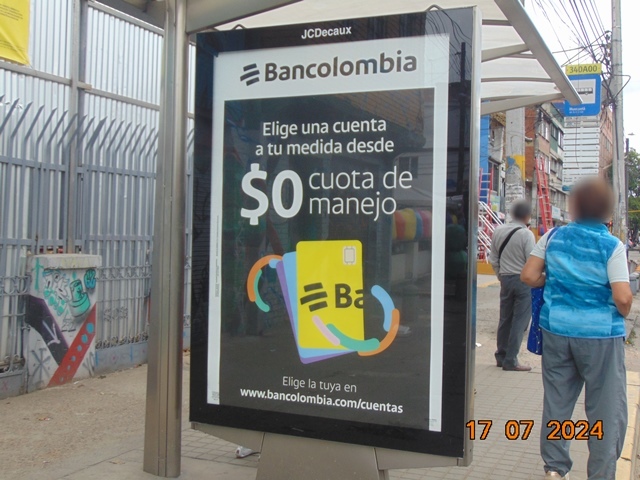 JCDecaux
Bancolombia
Elige una cuenta
a tu medida desde
$0 cuota de
manejo
Ba
Elige la tuya en
www.bancolombia.com/cuentas
340A00
17 07 2024